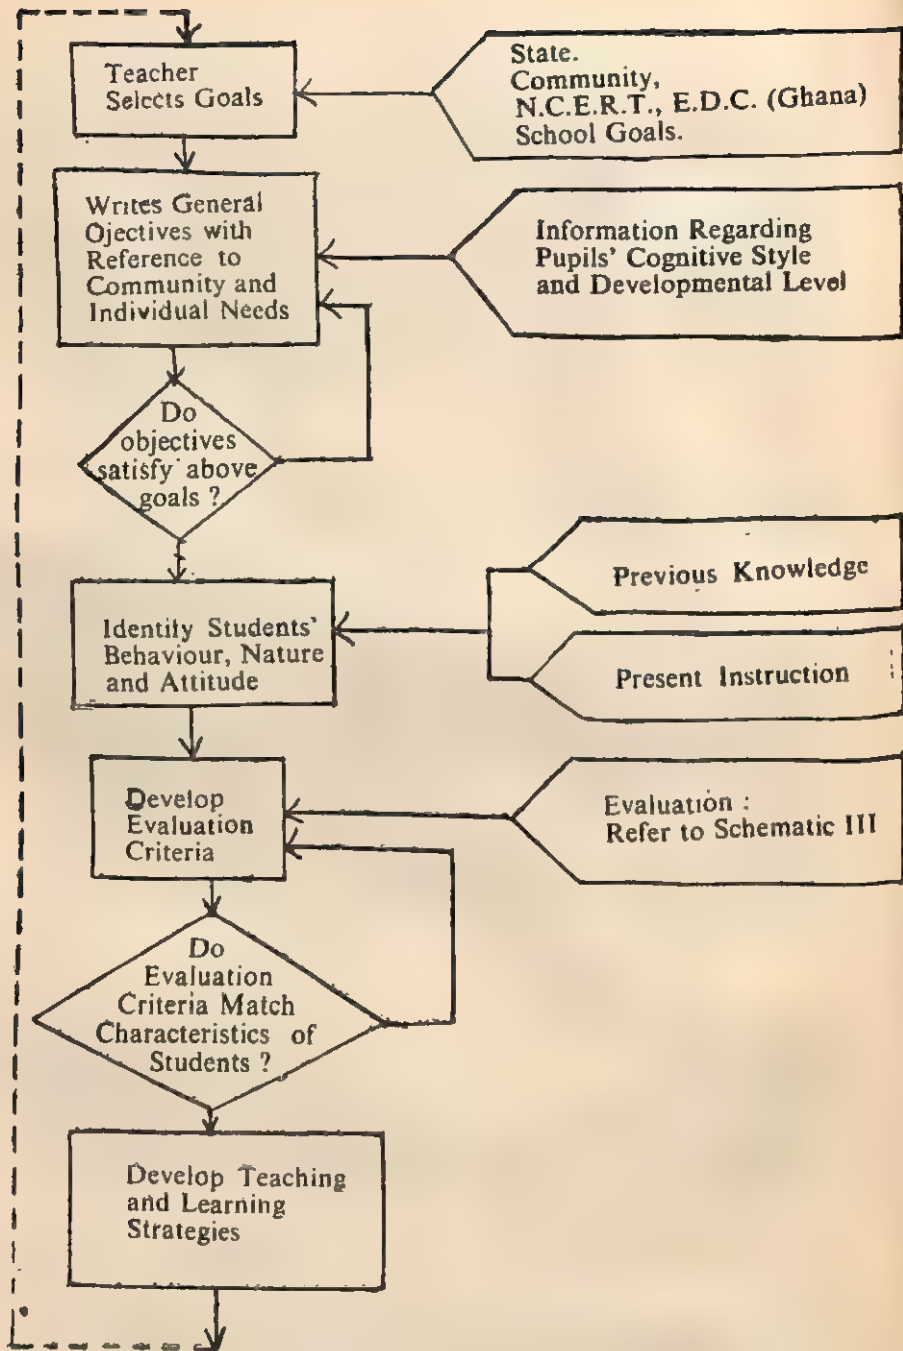 Teacher
Selects Goals
State.
Community,
N.C.E.R.T., E.D.C. (Ghana)
School Goals.
Writes General
Ojectives with
Reference to
Community and
Individual Needs
Information Regarding
Pupils' Cognitive Style
and Developmental Level
Do
objectives
satisfy above
goals ?
Previous Knowledge
Identity Students'
Behaviour, Nature
and Attitude
Present Instruction
Develop
Evaluation
Criteria
Evaluation :
Refer to Schematic III
Do
Evaluation
Criteria Match
Characteristics of
Students ?
Develop Teaching
and Learning
Strategies